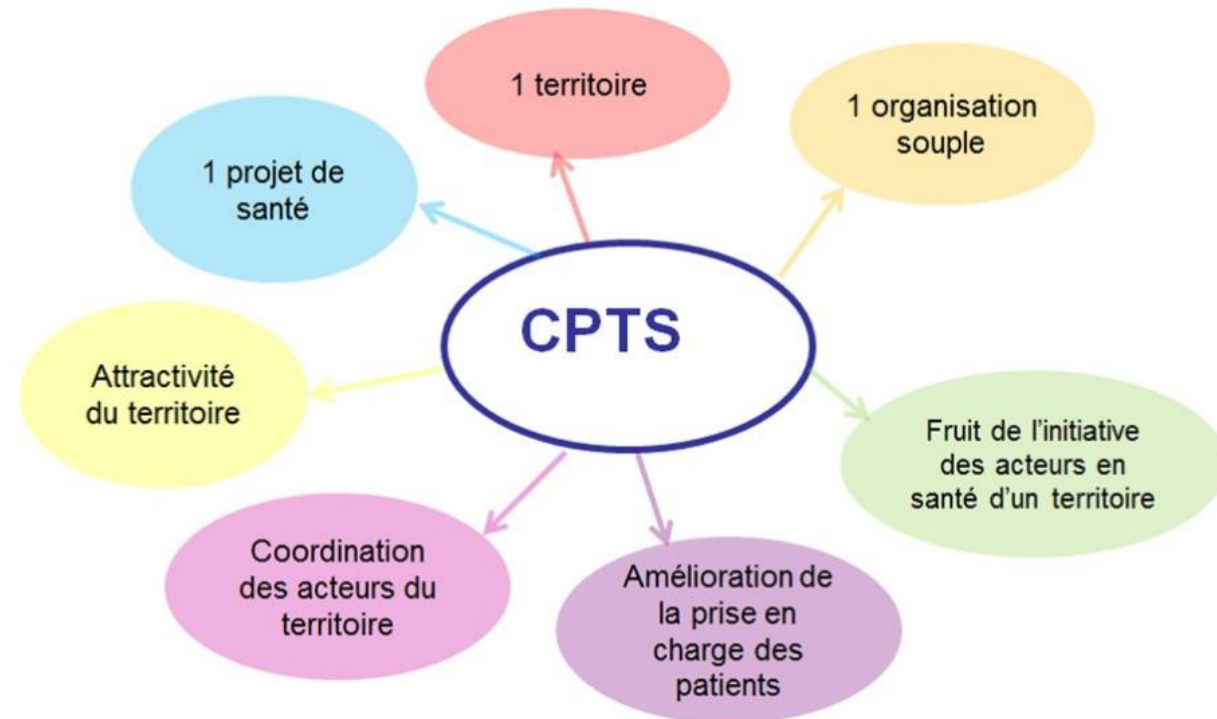 1 territoire
1 organisation
souple
1 projet de
santé
CPTS
Attractivité
du territoire
Fruit de l'initiative
des acteurs en
santé d'un territoire
Coordination
des acteurs du
territoire
Amélioration de
la prise en
charge des
patients